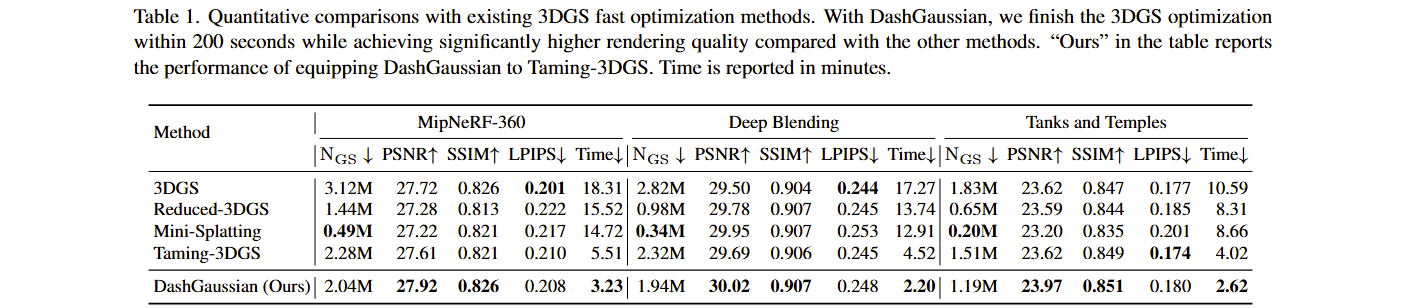 Table 1. Quantitative comparisons with existing 3DGS fast optimization methods. With DashGaussian, we finish the 3DGS optimization
within 200 seconds while achieving significantly higher rendering quality compared with the other methods. “Ours” in the table reports
the performance of equipping DashGaussian to Taming-3DGS. Time is reported in minutes.
Method MipNeRF-360 Deep Blending Tanks and Temples
NGS ↓ PSNR↑ SSIM↑ LPIPS↓ Time↓ NGS ↓ PSNR↑ SSIM↑ LPIPS↓ Time↓ NGS ↓ PSNR↑ SSIM↑ LPIPS↓ Time↓
3DGS 3.12M 27.72 0.826 0.201 18.31 2.82M 29.50 0.904 0.244 17.27 1.83M 23.62 0.847 0.177 10.59
Reduced-3DGS 1.44M 27.28 0.813 0.222 15.52 0.98M 29.78 0.907 0.245 13.74 0.65M 23.59 0.844 0.185 8.31
Mini-Splatting 0.49M 27.22 0.821 0.217 14.72 0.34M 29.95 0.907 0.253 12.91 0.20M 23.20 0.835 0.201 8.66
Taming-3DGS 2.28M 27.61 0.821 0.210 5.51 2.32M 29.69 0.906 0.245 4.52 1.51M 23.62 0.849 0.174 4.02
DashGaussian (Ours) 2.04M 27.92 0.826 0.208 3.23 1.94M 30.02 0.907 0.248 2.20 1.19M 23.97 0.851 0.180 2.62